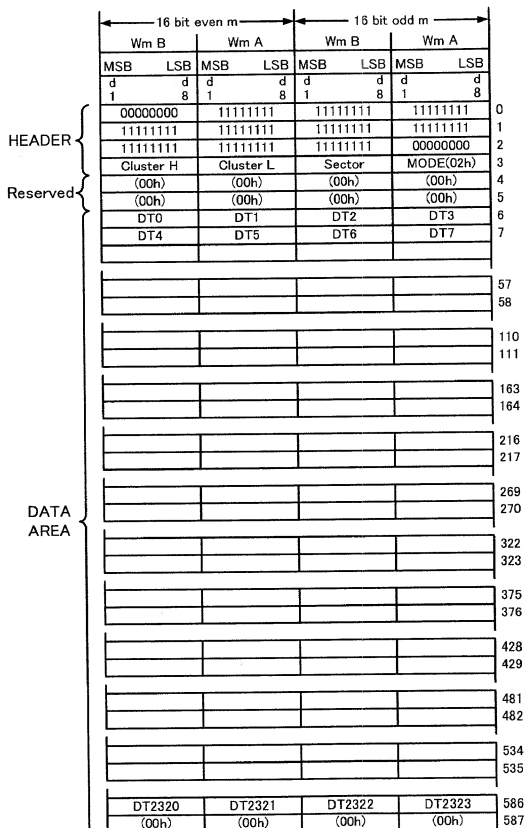 16 bit even m 16 bit odd m
Wm B Wm A Wm B Wm A
MSB LSB MSB LSB MSB LSB MSB LSB
d d d d d d d d
1 8 1 8 1 8 1 8
HEADER
00000000 11111111 11111111 11111111 0
11111111 11111111 11111111 11111111 1
11111111 11111111 11111111 00000000 2
Cluster H Cluster L Sector MODE(02h) 3
Reserved
(00h) (00h) (00h) (00h) 4
(00h) (00h) (00h) (00h) 5
DT0 DT1 DT2 DT3 6
DT4 DT5 DT6 DT7 7
57
58
110
111
163
164
216
217
269
DATA
AREA
270
322
323
375
376
428
429
481
482
534
535
DT2320 DT2321 DT2322 DT2323 586
(00h) (00h) (00h) (00h) 587